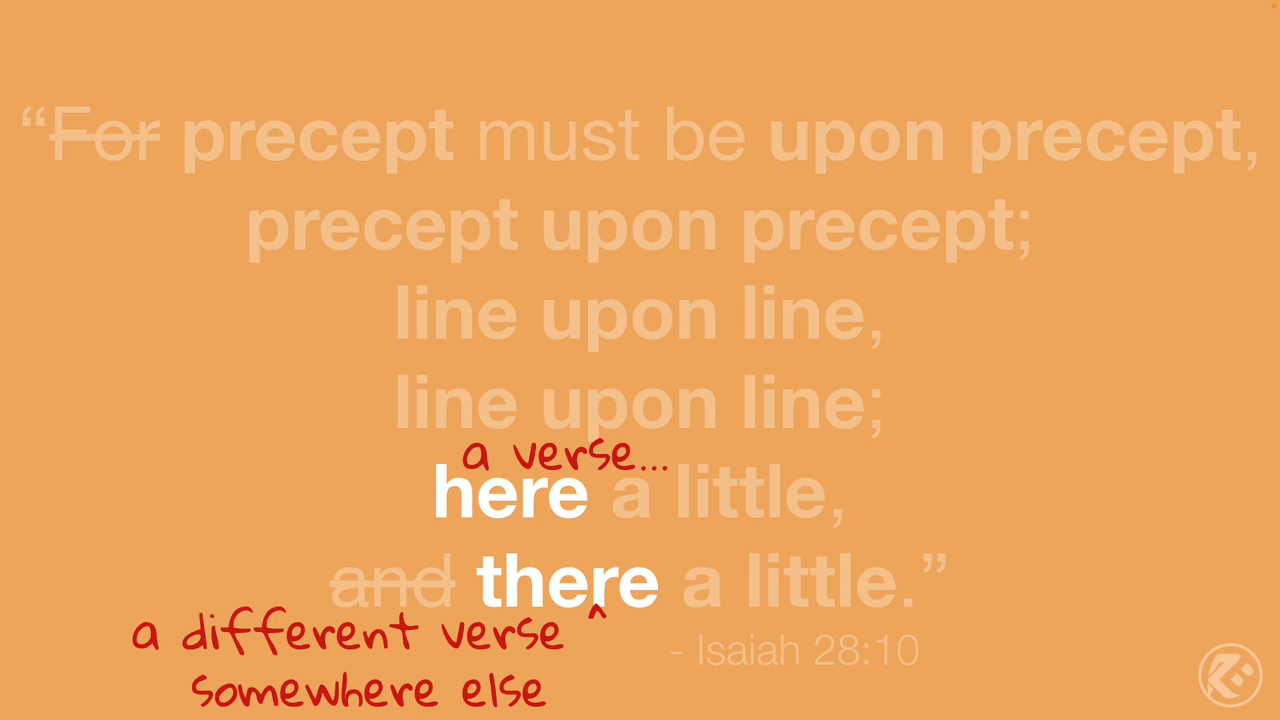 “For precept must be upon precept,
precept upon precept;
line upon line,
line upon line;
a verse...
here a little,
and there a little.”
^
a different verse
somewhere else
- Isaiah 28:10